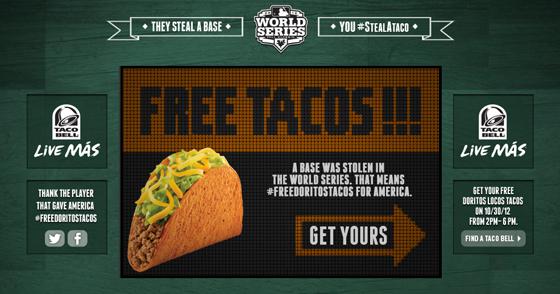 THEY STEAL A BASE
WORLD
SERIES
YOU #STEALATACO
FREE TACOS !!!
A BASE WAS STOLEN IN
THE WORLD SERIES. THAT MEANS
#FREEDORITOSTACOS FOR AMERICA.
GET YOURS
TACO
BELL
LIVE MÁS
THANK THE PLAYER
THAT GAVE AMERICA
#FREEDORITOSTACOS
TACO
BELL
LIVE MÁS
GET YOUR FREE
DORITOS LOCOS TACOS
ON 10/30/12
FROM 2PM- 6 PM.
FIND A TACO BELL